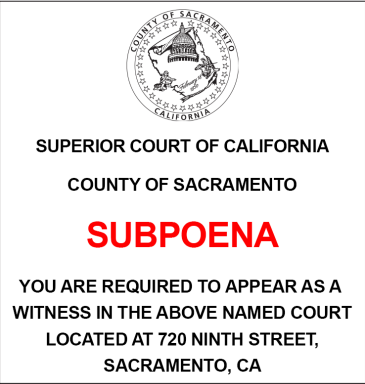 COUNTY OF SACRAMENTO
CALIFORNIA
SUPERIOR COURT OF CALIFORNIA
COUNTY OF SACRAMENTO
SUBPOENA
YOU ARE REQUIRED TO APPEAR AS A
WITNESS IN THE ABOVE NAMED COURT
LOCATED AT 720 NINTH STREET,
SACRAMENTO, CA